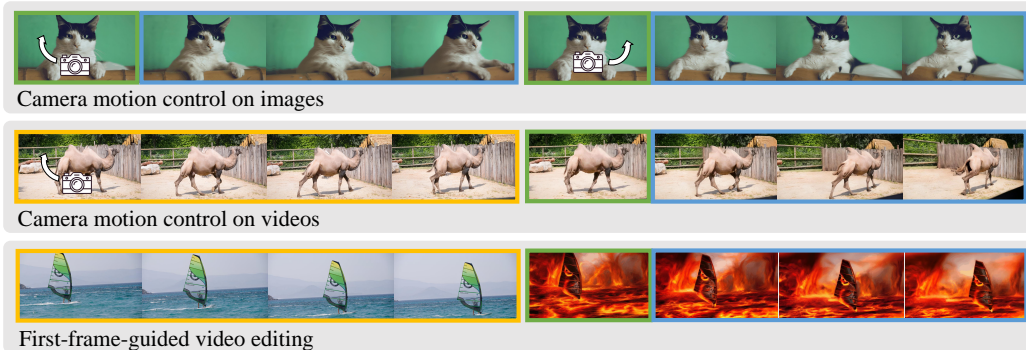 Camera motion control on images
Camera motion control on videos
First-frame-guided video editing